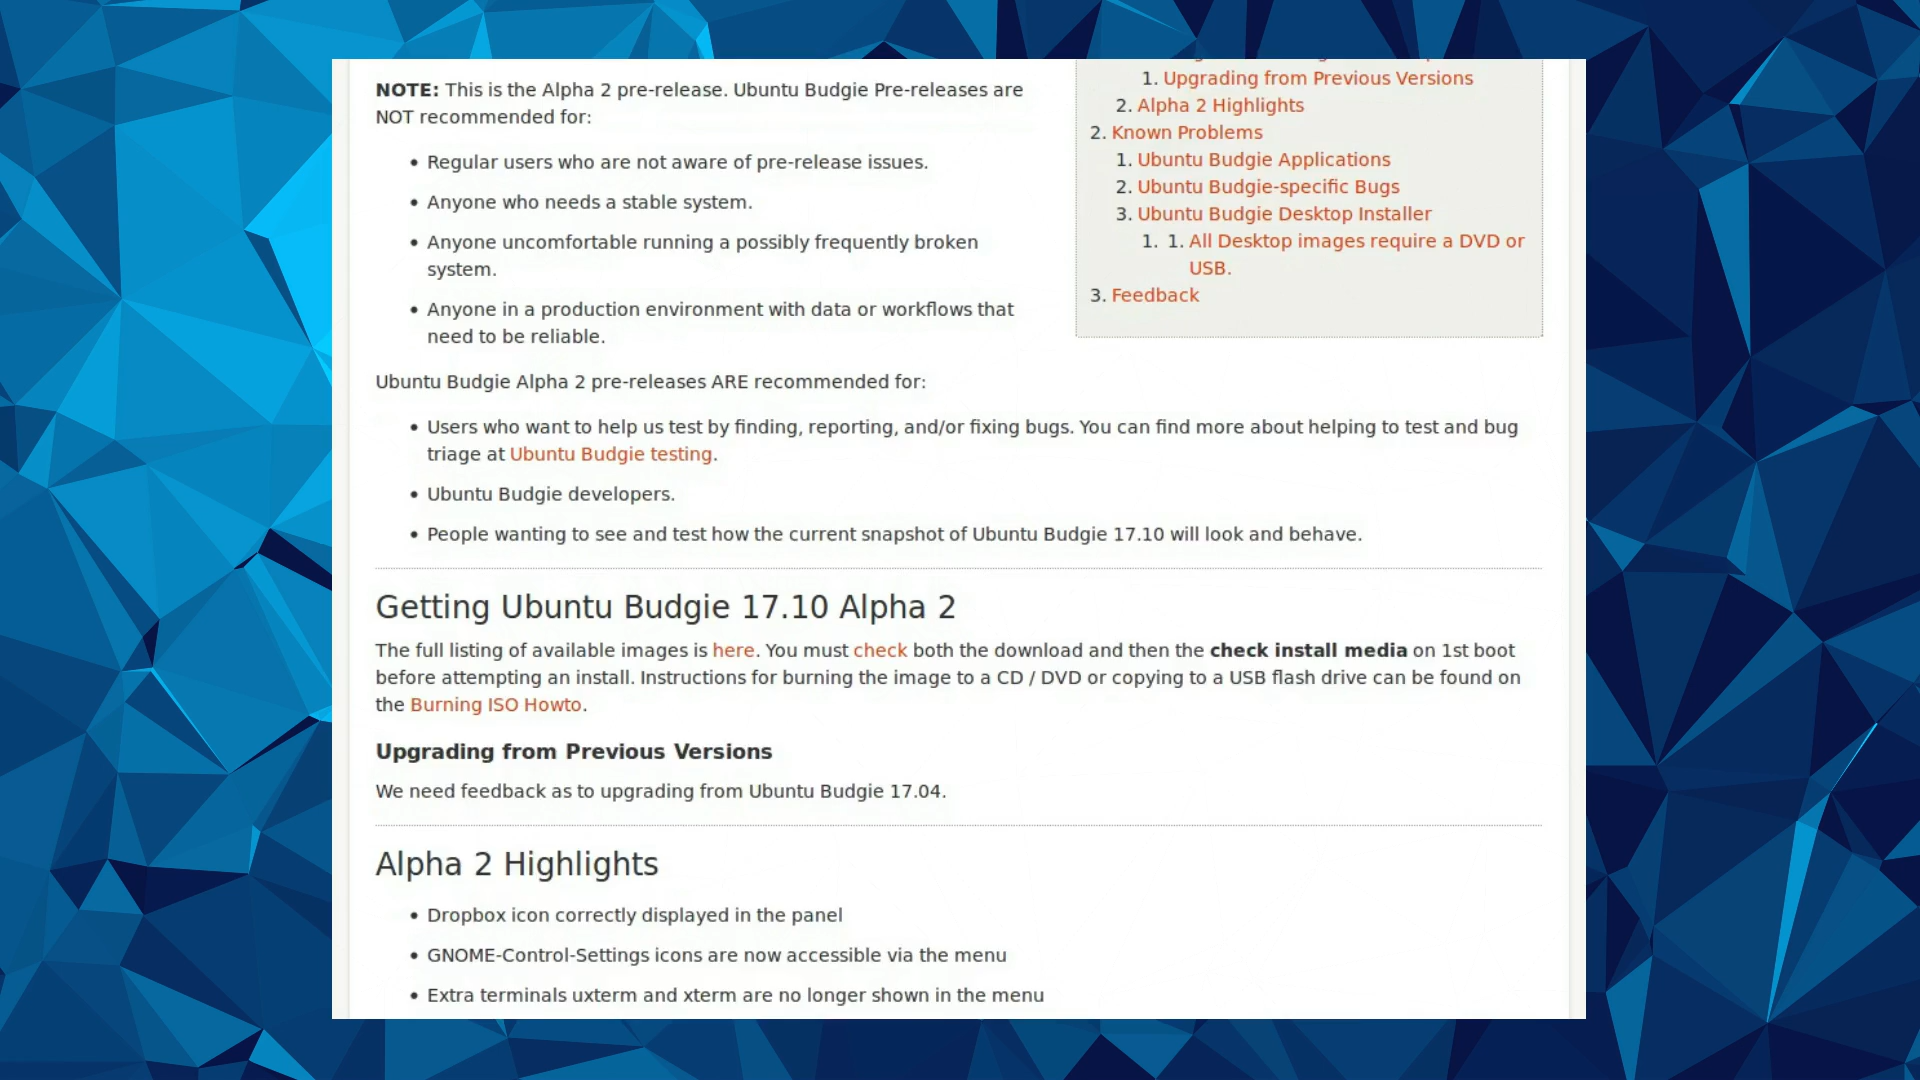 NOTE: This is the Alpha 2 pre-release. Ubuntu Budgie Pre-releases are
NOT recommended for:
• Regular users who are not aware of pre-release issues.
• Anyone who needs a stable system.
• Anyone uncomfortable running a possibly frequently broken
system.
• Anyone in a production environment with data or workflows that
need to be reliable.
1. Upgrading from Previous Versions
2. Alpha 2 Highlights
2. Known Problems
1. Ubuntu Budgie Applications
2. Ubuntu Budgie-specific Bugs
3. Ubuntu Budgie Desktop Installer
1. 1. All Desktop images require a DVD or
USB.
3. Feedback
Ubuntu Budgie Alpha 2 pre-releases ARE recommended for:
• Users who want to help us test by finding, reporting, and/or fixing bugs. You can find more about helping to test and bug
triage at Ubuntu Budgie testing.
• Ubuntu Budgie developers.
• People wanting to see and test how the current snapshot of Ubuntu Budgie 17.10 will look and behave.
Getting Ubuntu Budgie 17.10 Alpha 2
The full listing of available images is here. You must check both the download and then the check install media on 1st boot
before attempting an install. Instructions for burning the image to a CD / DVD or copying to a USB flash drive can be found on
the Burning ISO Howto.
Upgrading from Previous Versions
We need feedback as to upgrading from Ubuntu Budgie 17.04.
Alpha 2 Highlights
• Dropbox icon correctly displayed in the panel
• GNOME-Control-Settings icons are now accessible via the menu
• Extra terminals uxterm and xterm are no longer shown in the menu